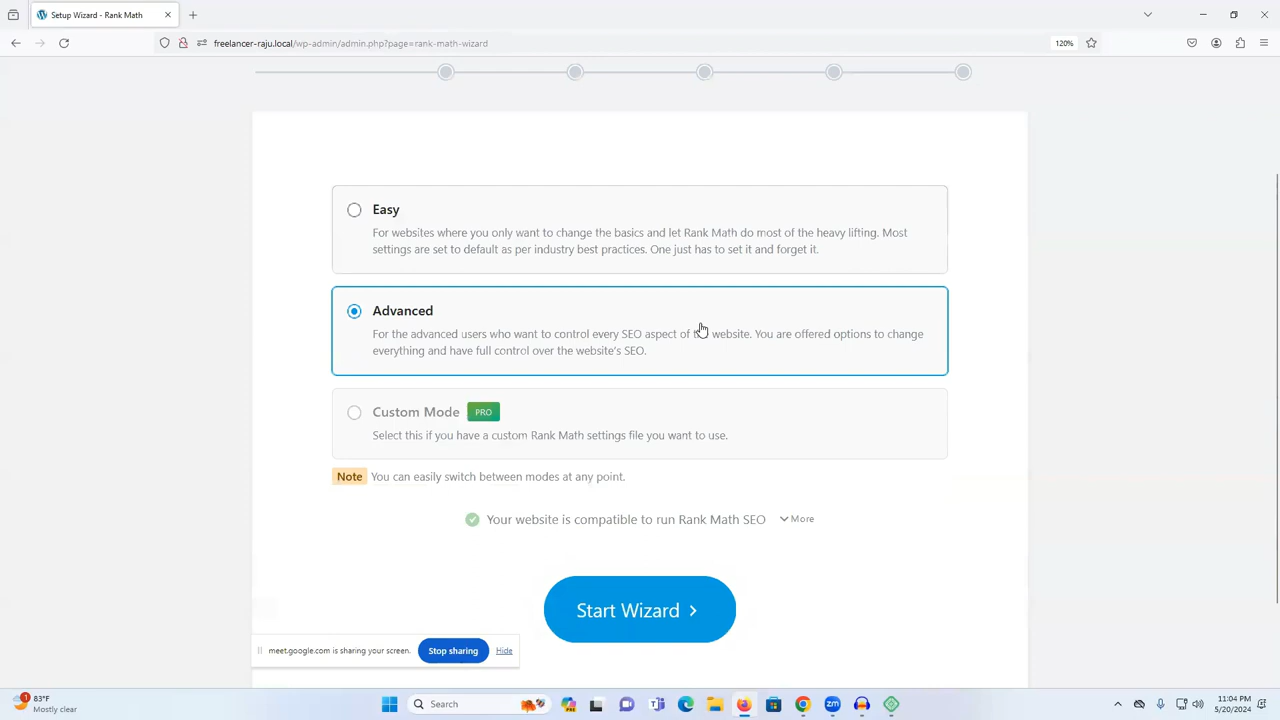 Setup Wizard - Rank Math
freelancer-raju.local/wp-admin/admin.php?page=rank-math-wizard
120%
Easy
For websites where you only want to change the basics and let Rank Math do most of the heavy lifting. Most
settings are set to default as per industry best practices. One just has to set it and forget it.
Advanced
For the advanced users who want to control every SEO aspect of the website. You are offered options to change
everything and have full control over the website's SEO.
Custom Mode PRO
Select this if you have a custom Rank Math settings file you want to use.
Note You can easily switch between modes at any point.
Your website is compatible to run Rank Math SEO More
Start Wizard
meet.google.com is sharing your screen. Stop sharing Hide
1
83°F
Mostly clear
Search
zm
11:04 PM
5/20/2024